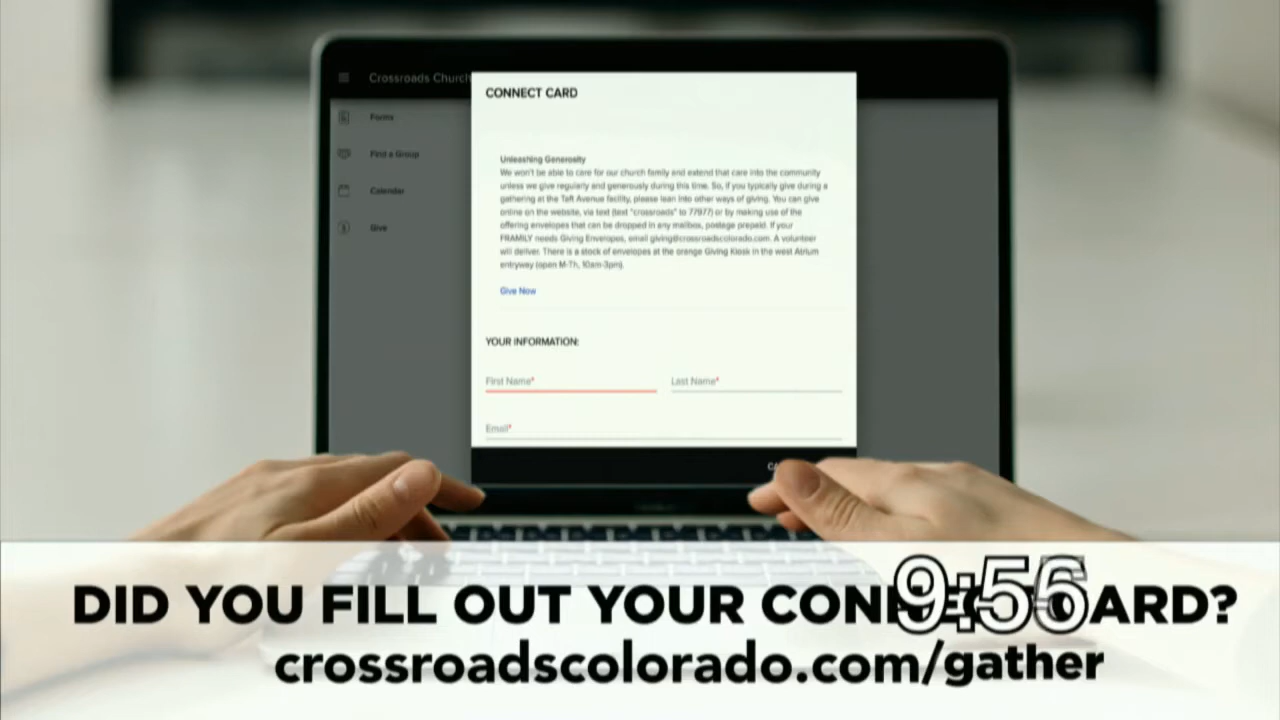 Crossroads Church
CONNECT CARD
Forms
Find a Group
Calendar
Give
Unleashing Generosity
We won't be able to care for our church family and extend that care into the community
unless we give regularly and generously during this time. So, if you typically give during a
gathering at the Taft Avenue facility, please lean into other ways of giving. You can give
online on the website, via text (text "crossroads" to 77977) or by making use of the
offering envelopes that can be dropped in any mailbox, postage prepaid. If your
FRAMILY needs Giving Envelopes, email giving@crossroadscolorado.com. A volunteer
will deliver. There is a stock of envelopes at the orange Giving Kiosk in the west Atrium
entryway (open M-Th, 10am-3pm).
Give Now
YOUR INFORMATION:
First Name* Last Name*
Email*
DID YOU FILL OUT YOUR CONNECT CARD?
9:56
crossroadscolorado.com/gather